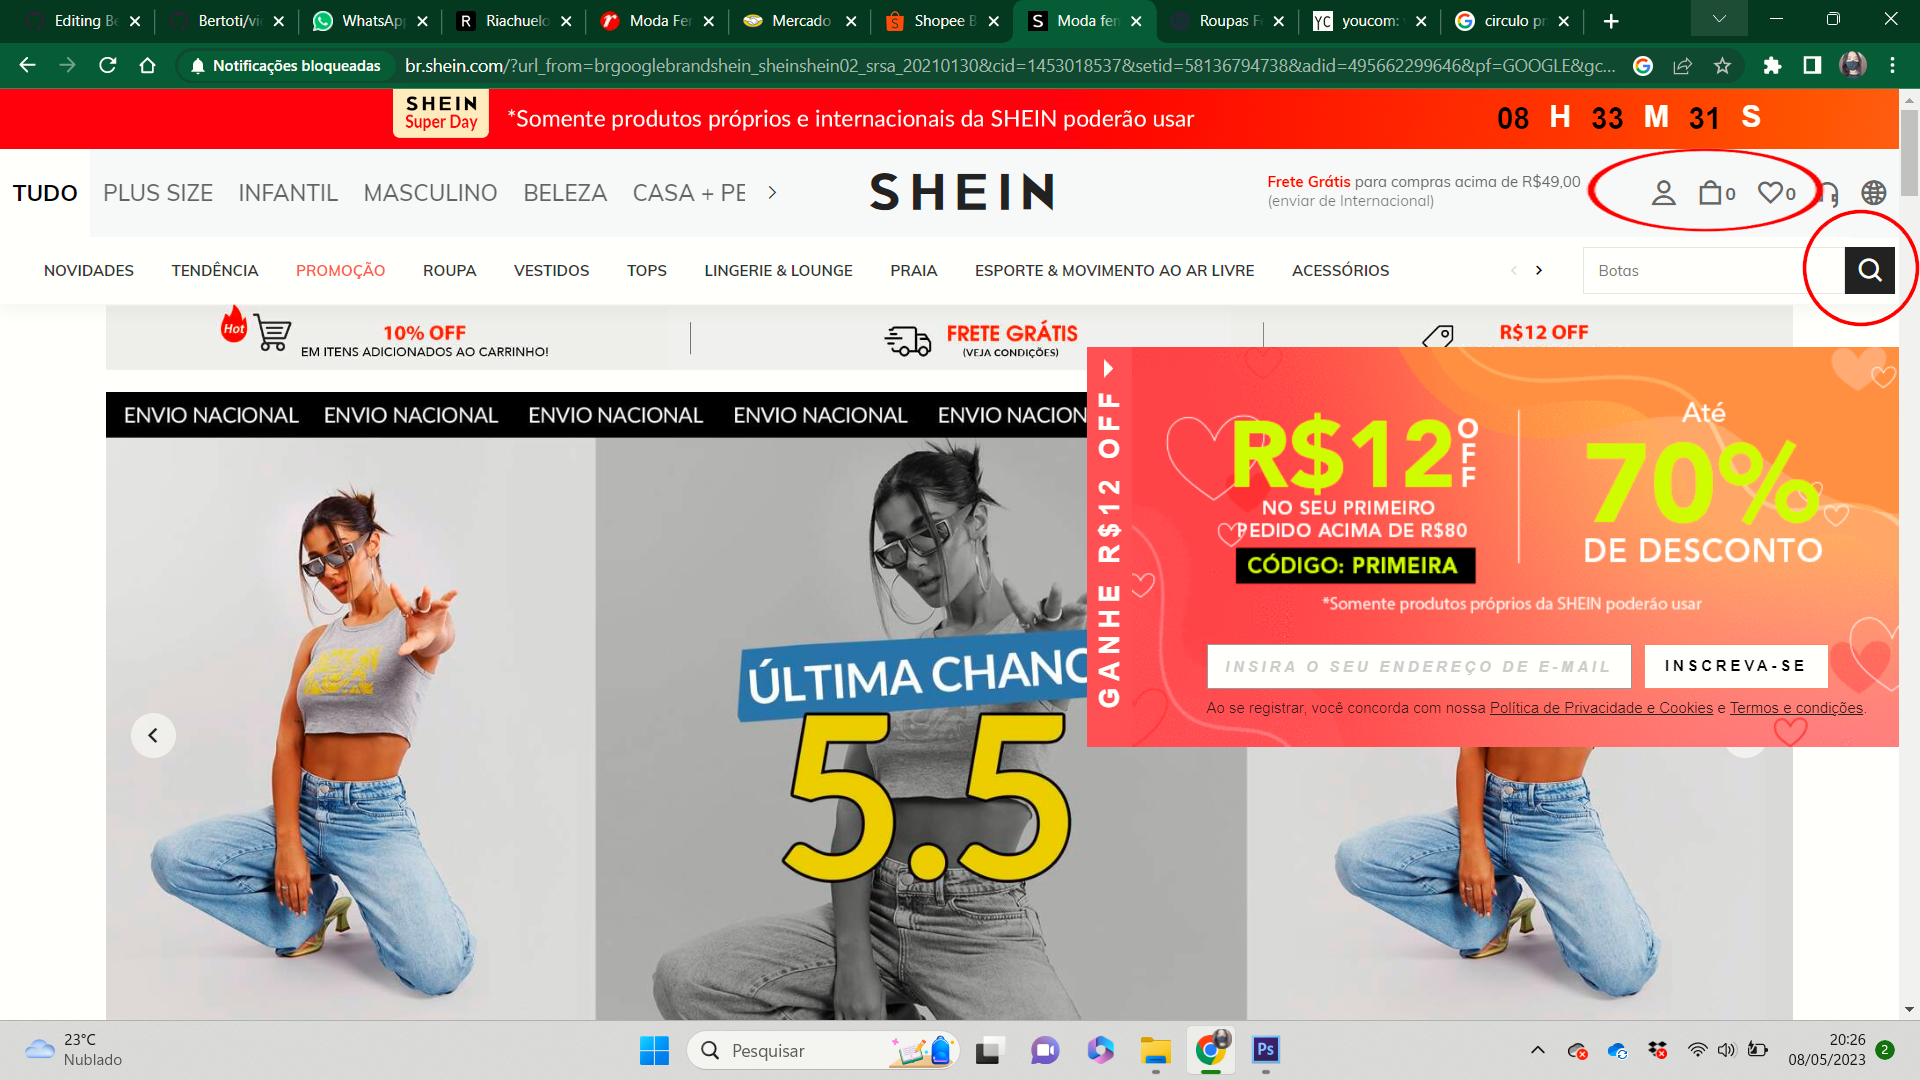 Editing Be
Bertoti/vi
WhatsApp
Riachuelo
Moda Fer
Mercado
Shopee B
Moda fem
Roupas F
youcom:
circulo pr
Notificações bloqueadas
br.shein.com/?url_from=brgooglebrandshein_sheinshein02_srsa_20210130&cid=1453018537&setid=58136794738&adid=495662299646&pf=GOOGLE&gc...
SHEIN
Super Day
*Somente produtos próprios e internacionais da SHEIN poderão usar
08 H 33 M 31 S
TUDO PLUS SIZE INFANTIL MASCULINO BELEZA CASA + PE
SHEIN
Frete Grátis para compras acima de R$49,00
(enviar de Internacional)
0
0
NOVIDADES TENDÊNCIA PROMOÇÃO ROUPA VESTIDOS TOPS LINGERIE & LOUNGE PRAIA ESPORTE & MOVIMENTO AO AR LIVRE ACESSÓRIOS
Botas
Hot
10% OFF
EM ITENS ADICIONADOS AO CARRINHO!
FRETE GRÁTIS
(VEJA CONDIÇÕES)
R$12 OFF
ENVIO NACIONAL ENVIO NACIONAL ENVIO NACIONAL ENVIO NACIONAL ENVIO NACION
ÚLTIMA CHANC
5.5
GANHE R$12 OFF
R$12 OFF
NO SEU PRIMEIRO
PEDIDO ACIMA DE R$80
CÓDIGO: PRIMEIRA
Até
70%
DE DESCONTO
*Somente produtos próprios da SHEIN poderão usar
INSIRA O SEU ENDEREÇO DE E-MAIL
INSCREVA-SE
Ao se registrar, você concorda com nossa Política de Privacidade e Cookies e Termos e condições.
23°C
Nublado
Pesquisar
Ps
20:26
08/05/2023
2